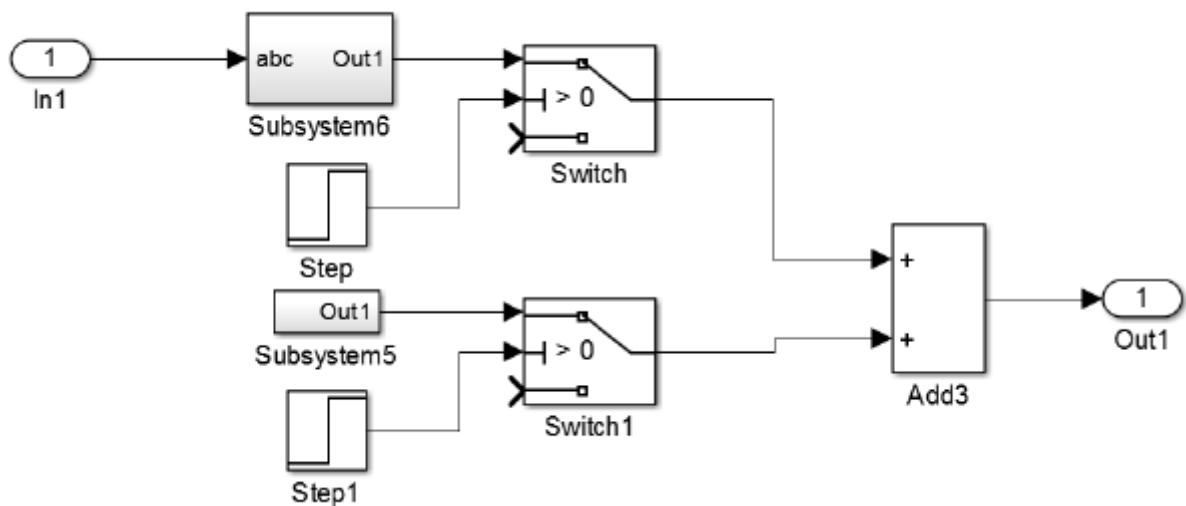 1
In1
abc Out1
Subsystem6
> 0
Switch
Step
Out1
Subsystem5
> 0
Switch1
Step1
+
+
Add3
1
Out1